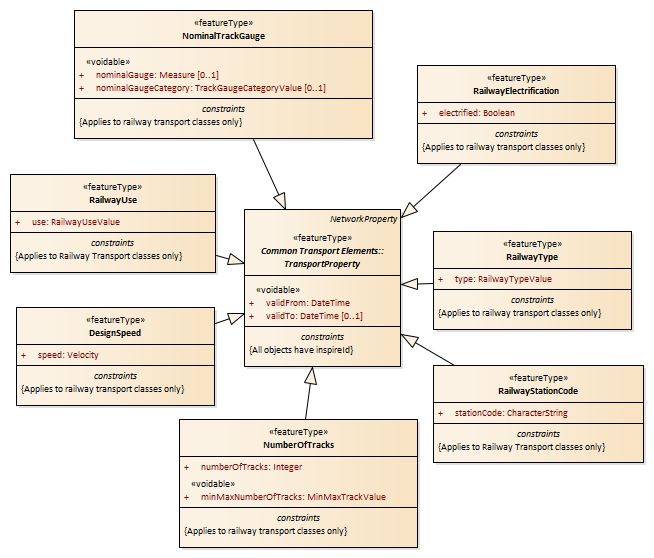 «featureType»
NominalTrackGauge
«voidable»
+ nominalGauge: Measure [0..1]
+ nominalGaugeCategory: TrackGaugeCategoryValue [0..1]
constraints
{Applies to railway transport classes only}
«featureType»
RailwayElectrification
+ electrified: Boolean
constraints
{Applies to railway transport classes only}
«featureType»
RailwayUse
+ use: RailwayUseValue
constraints
{Applies to Railway Transport classes only}
NetworkProperty
«featureType»
Common Transport Elements::
TransportProperty
«voidable»
+ validFrom: DateTime
+ validTo: DateTime [0..1]
constraints
{All objects have inspireId}
«featureType»
RailwayType
+ type: RailwayTypeValue
constraints
{Applies to railway transport classes only}
«featureType»
DesignSpeed
+ speed: Velocity
constraints
{Applies to railway transport classes only}
«featureType»
RailwayStationCode
+ stationCode: CharacterString
constraints
{Applies to Railway Transport classes only}
«featureType»
NumberOfTracks
+ numberOfTracks: Integer
«voidable»
+ minMaxNumberOfTracks: MinMaxTrackValue
constraints
{Applies to railway transport classes only}